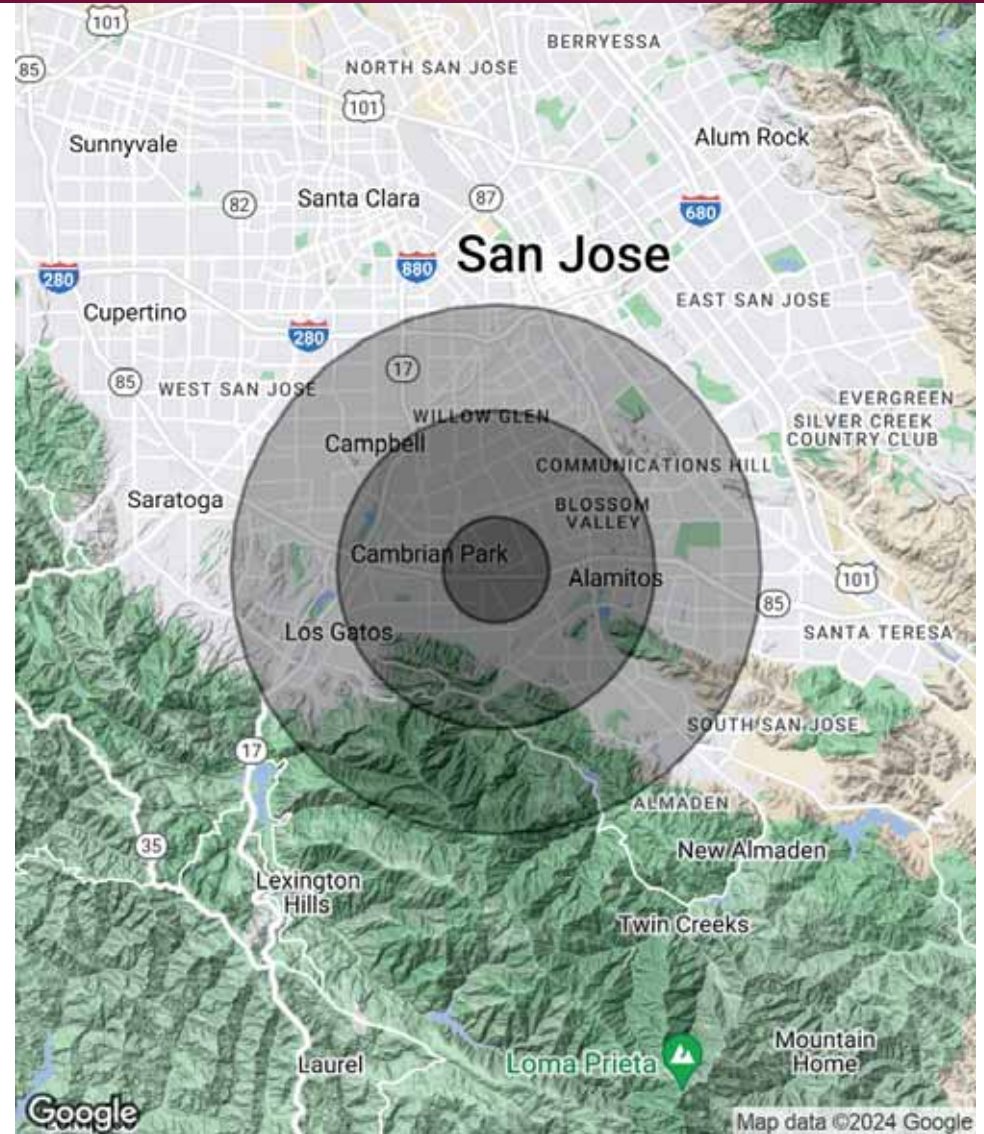 101
BERRYESSA
85
NORTH SAN JOSE
101
Sunnyvale
Alum Rock
82
Santa Clara
87
680
San Jose
280
880
EAST SAN JOSE
Cupertino
280
17
85
WEST SAN JOSE
EVERGREEN
WILLOW GLEN
SILVER CREEK
COUNTRY CLUB
Campbell
COMMUNICATIONS HILL
Saratoga
BLOSSOM
VALLEY
Cambrian Park
Alamitos
101
85
Los Gatos
SANTA TERESA
SOUTH SAN JOSE
17
ALMADEN
35
New Almaden
Lexington
Hills
Twin Creeks
Mountain
Home
Loma Prieta
Laurel
Google
Map data ©2024 Google